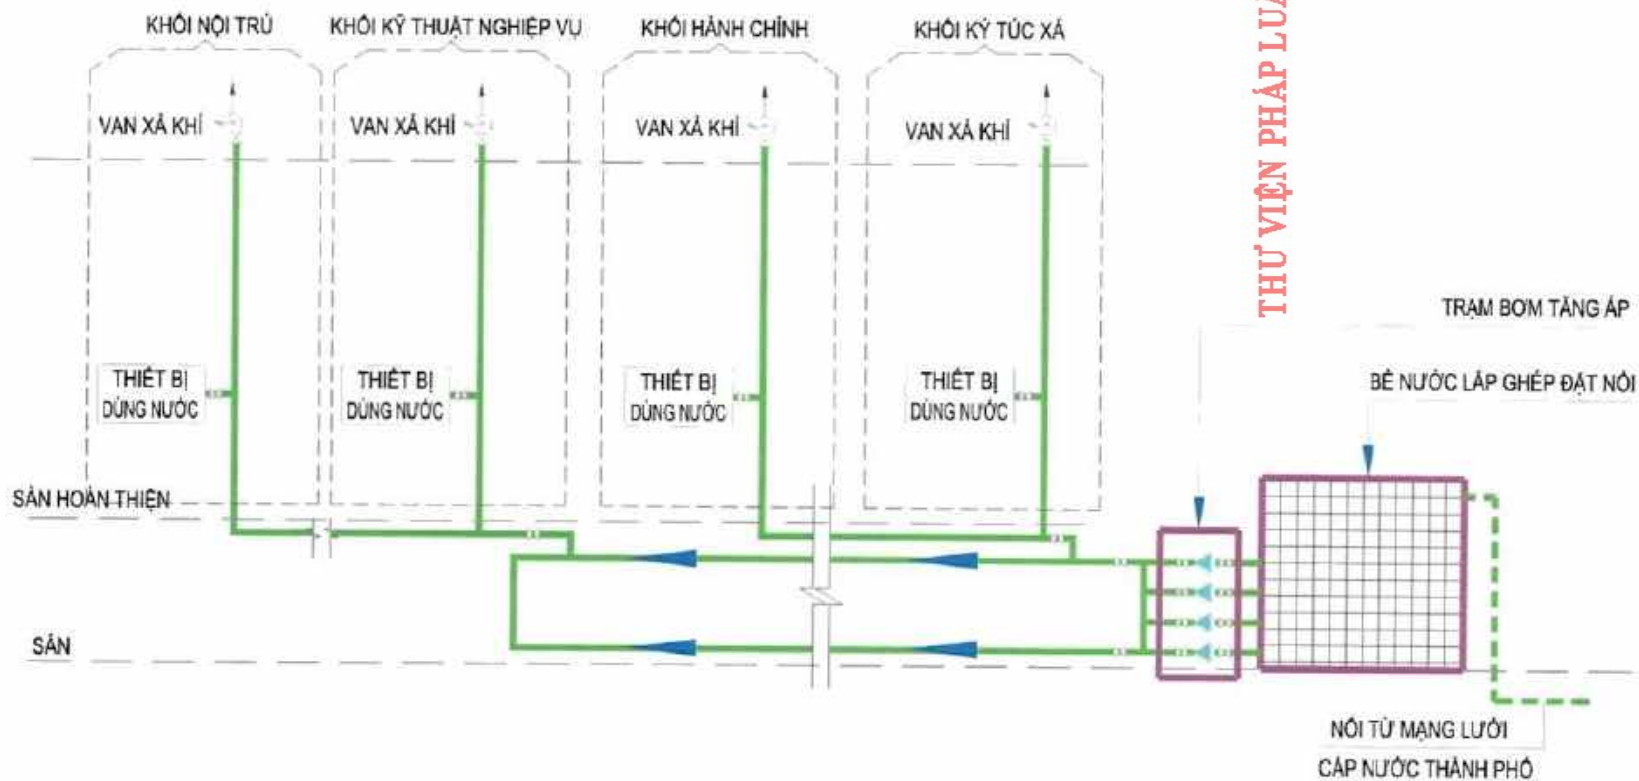 KHỐI NỘI TRÚ
KHỐI KỸ THUẬT NGHIỆP VỤ
KHỐI HÀNH CHÍNH
KHỐI KÝ TÚC XÁ
VAN XẢ KHÍ
VAN XẢ KHÍ
VAN XẢ KHÍ
VAN XẢ KHÍ
THƯ VIỆN PHÁP LUẬ
TRẠM BƠM TĂNG ÁP
BỂ NƯỚC LẮP GHÉP ĐẶT NỔI
THIẾT BỊ
DÙNG NƯỚC
THIẾT BỊ
DÙNG NƯỚC
THIẾT BỊ
DÙNG NƯỚC
THIẾT BỊ
DÙNG NƯỚC
SÀN HOÀN THIỆN
SÀN
NỐI TỪ MẠNG LƯỚI
CẤP NƯỚC THÀNH PHỐ